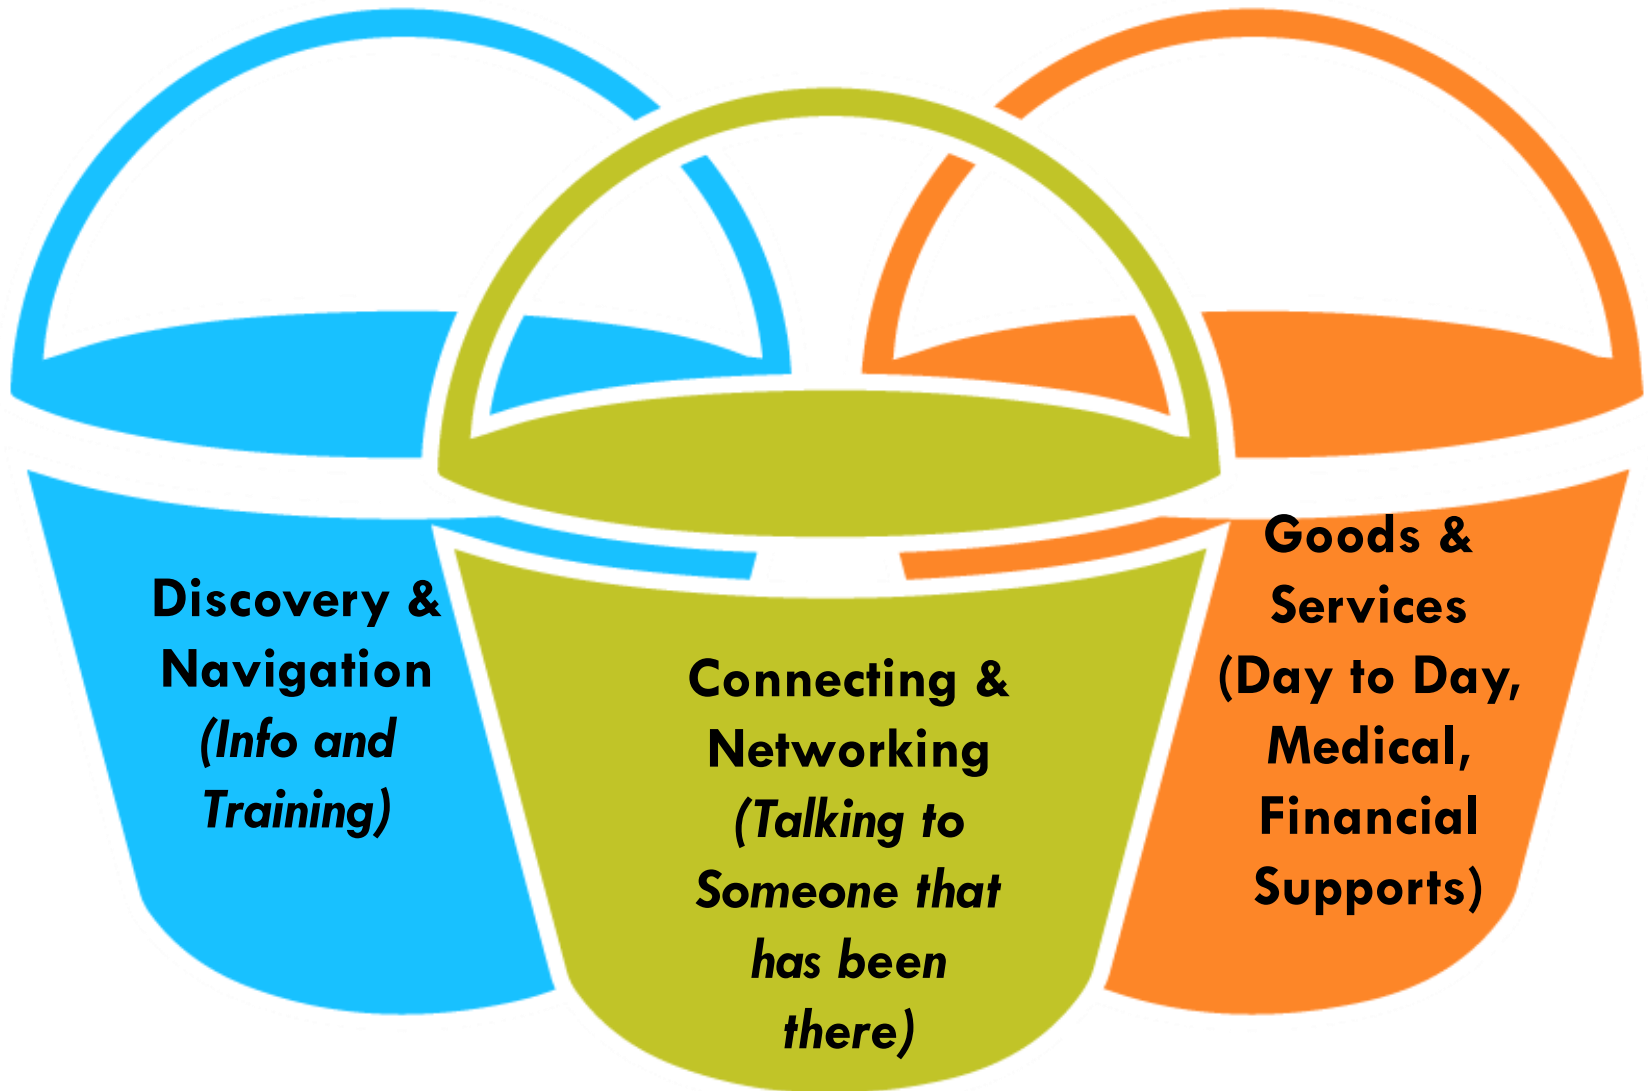 Discovery &
Navigation
(Info and
Training)
Connecting &
Networking
(Talking to
Someone that
has been
there)
Goods &
Services
(Day to Day,
Medical,
Financial
Supports)